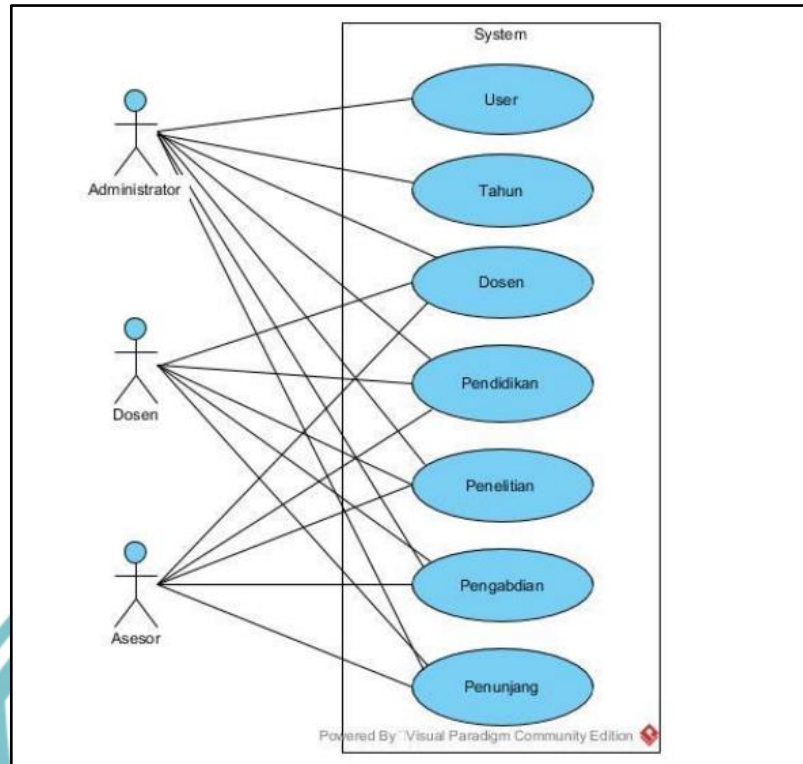 System
User
Administrator
Tahun
Dosen
Dosen
Pendidikan
Penelitian
Asesor
Pengabdian
Penunjang
Powered By Visual Paradigm Community Edition